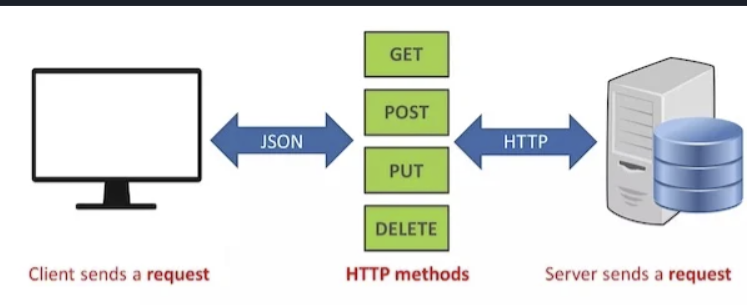 GET
POST
JSON
HTTP
PUT
DELETE
Client sends a request
HTTP methods
Server sends a request